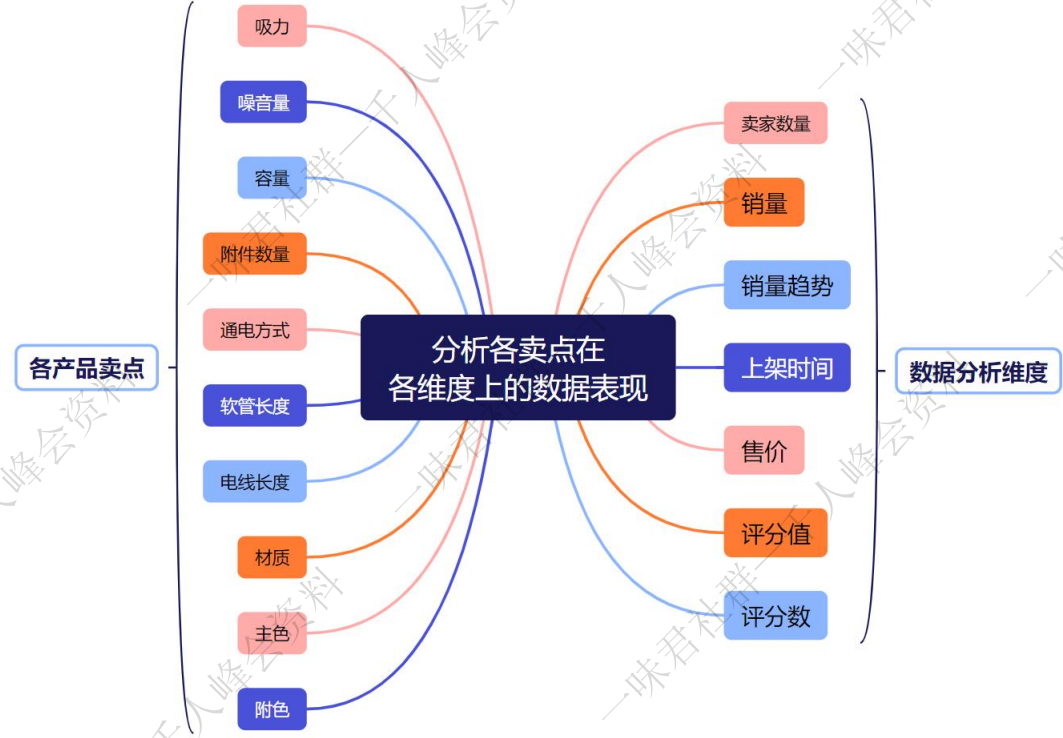 各产品卖点
吸力
噪音量
容量
附件数量
通电方式
软管长度
电线长度
材质
主色
附色
分析各卖点在
各维度上的数据表现
卖家数量
销量
销量趋势
上架时间
售价
评分值
评分数
数据分析维度
一味君社群—千人峰会资料